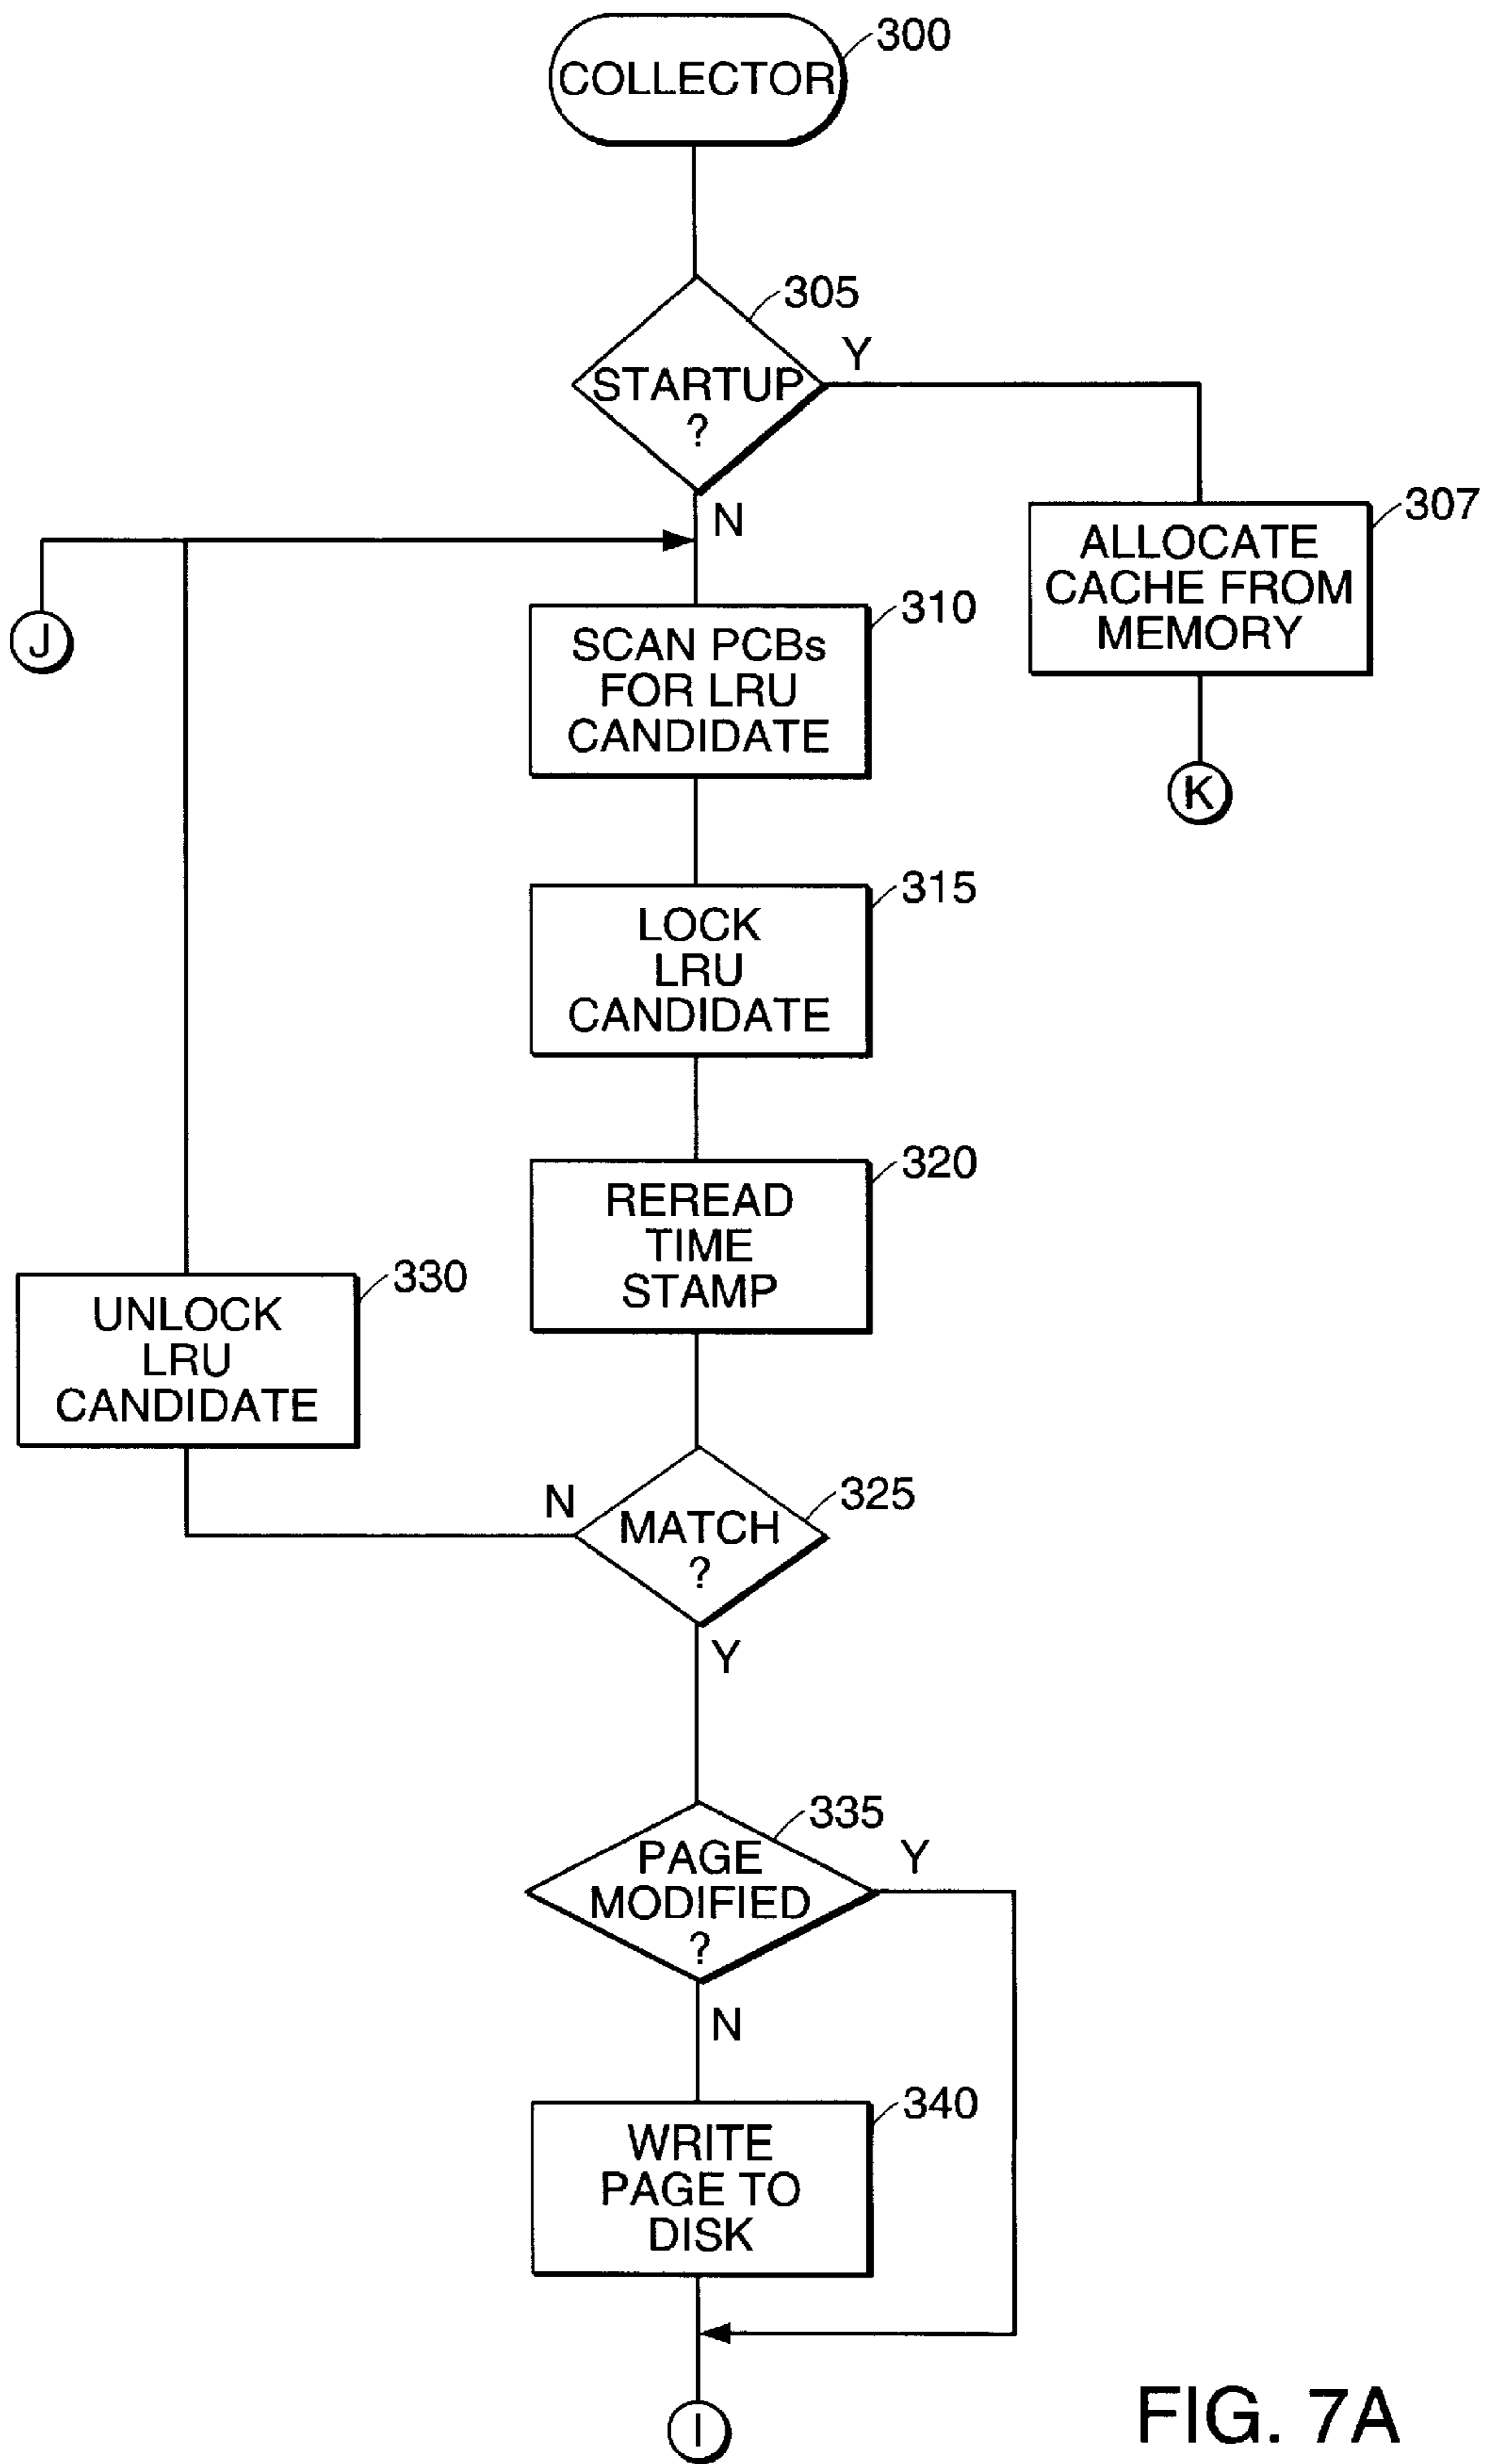 300
COLLECTOR
305
STARTUP
?
Y
N
307
ALLOCATE
CACHE FROM
MEMORY
J
310
SCAN PCBs
FOR LRU
CANDIDATE
K
315
LOCK
LRU
CANDIDATE
320
REREAD
TIME
STAMP
330
UNLOCK
LRU
CANDIDATE
N
325
MATCH
?
Y
335
PAGE
MODIFIED
?
Y
N
340
WRITE
PAGE TO
DISK
I
FIG. 7A